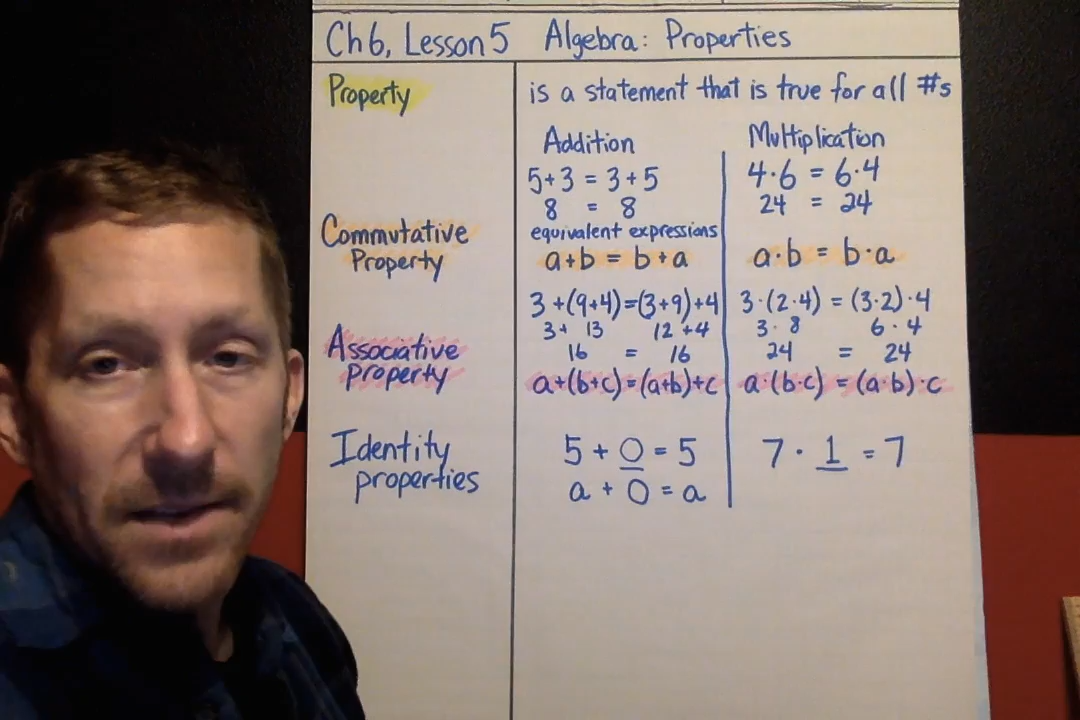 Ch 6, Lesson 5 Algebra: Properties
Property is a statement that is true for all #s
Addition Multiplication
5 + 3 = 3 + 5 4 · 6 = 6 · 4
8 = 8 24 = 24
Commutative Property
equivalent expressions
a + b = b + a a · b = b · a
3 + (9+4) = (3+9) + 4 3 · (2 · 4) = (3 · 2) · 4
3 + 13 12 + 4 3 · 8 6 · 4
16 = 16 24 = 24
Associative property
a + (b+c) = (a+b) + c a · (b · c) = (a · b) · c
Identity properties
5 + 0 = 5 7 · 1 = 7
a + 0 = a